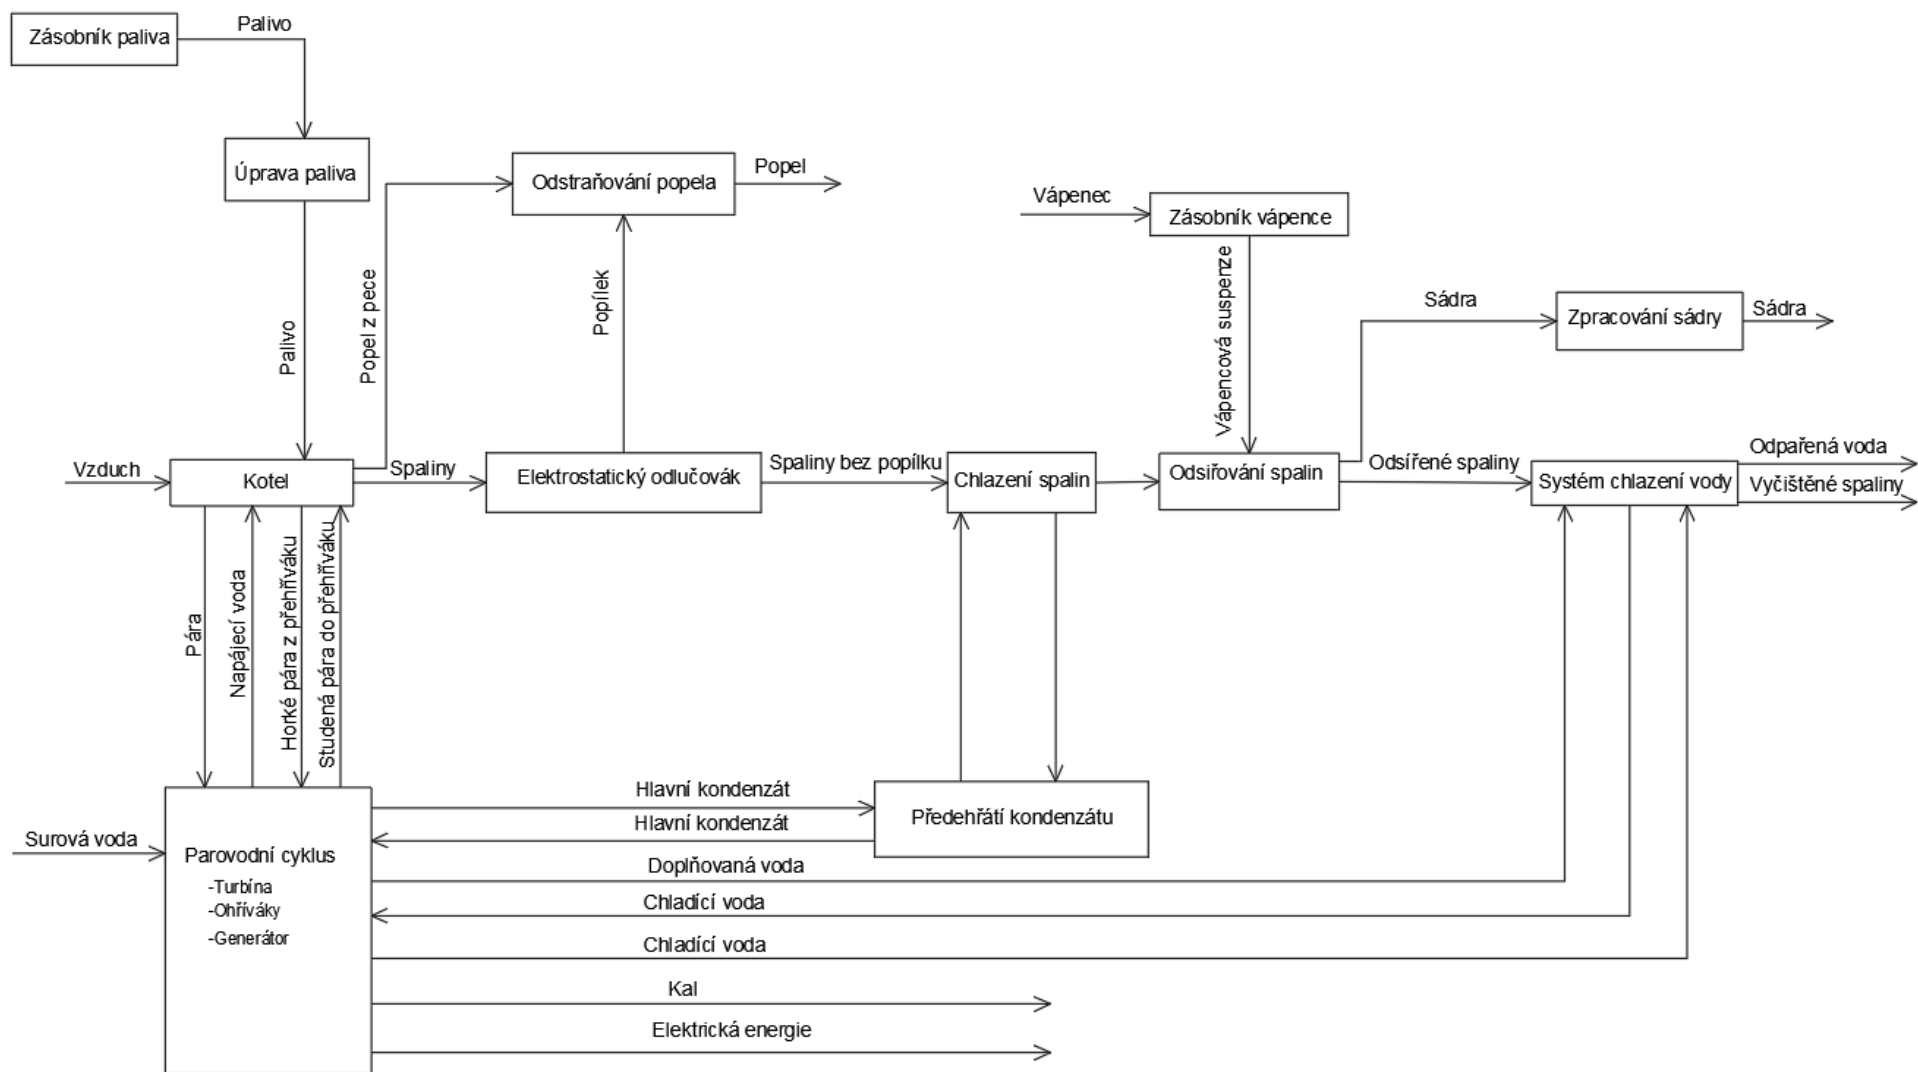 Palivo
Zásobník paliva
Úprava paliva
Odstraňování popela
Popel
Vápenec
Zásobník vápence
Popel z pece
Popílek
Vápencová suspenze
Palivo
Sádra
Zpracování sádry
Sádra
Vzduch
Kotel
Spaliny
Elektrostatický odlučovák
Spaliny bez popílku
Chlazení spalin
Odsiřování spalin
Odsířené spaliny
Systém chlazení vody
Odpařená voda
Vyčištěné spaliny
Pára
Napájecí voda
Horké pára z přehříváku
Studená pára do přehříváku
Hlavní kondenzát
Hlavní kondenzát
Předehřátí kondenzátu
Surová voda
Parovodní cyklus
-Turbína
-Ohříváky
-Generátor
Doplňovaná voda
Chladící voda
Chladící voda
Kal
Elektrická energie